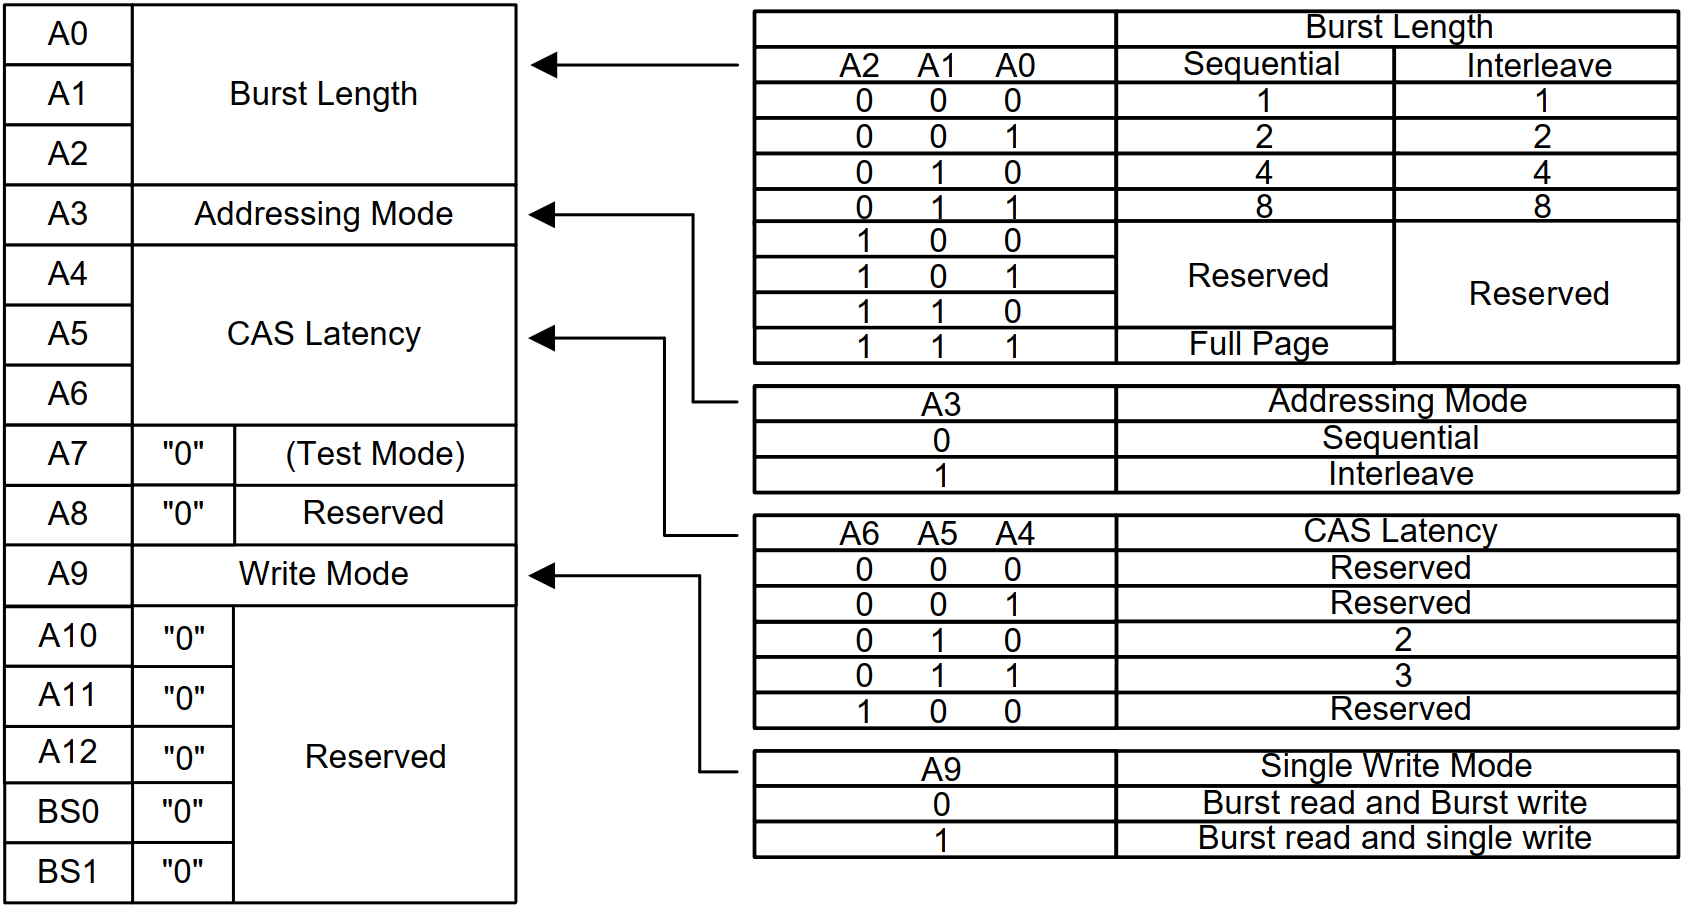 A0
Burst Length
A1
A2
A3 Addressing Mode
A4
CAS Latency
A5
A6
A7 "0" (Test Mode)
A8 "0" Reserved
A9 Write Mode
A10 "0"
A11 "0"
A12 "0"
Reserved
BS0 "0"
BS1 "0"
Burst Length
A2 A1 A0 Sequential Interleave
0 0 0 1 1
0 0 1 2 2
0 1 0 4 4
0 1 1 8 8
1 0 0
1 0 1
Reserved
Reserved
1 1 0
1 1 1 Full Page
A3 Addressing Mode
0 Sequential
1 Interleave
A6 A5 A4 CAS Latency
0 0 0 Reserved
0 0 1 Reserved
0 1 0 2
0 1 1 3
1 0 0 Reserved
A9 Single Write Mode
0 Burst read and Burst write
1 Burst read and single write